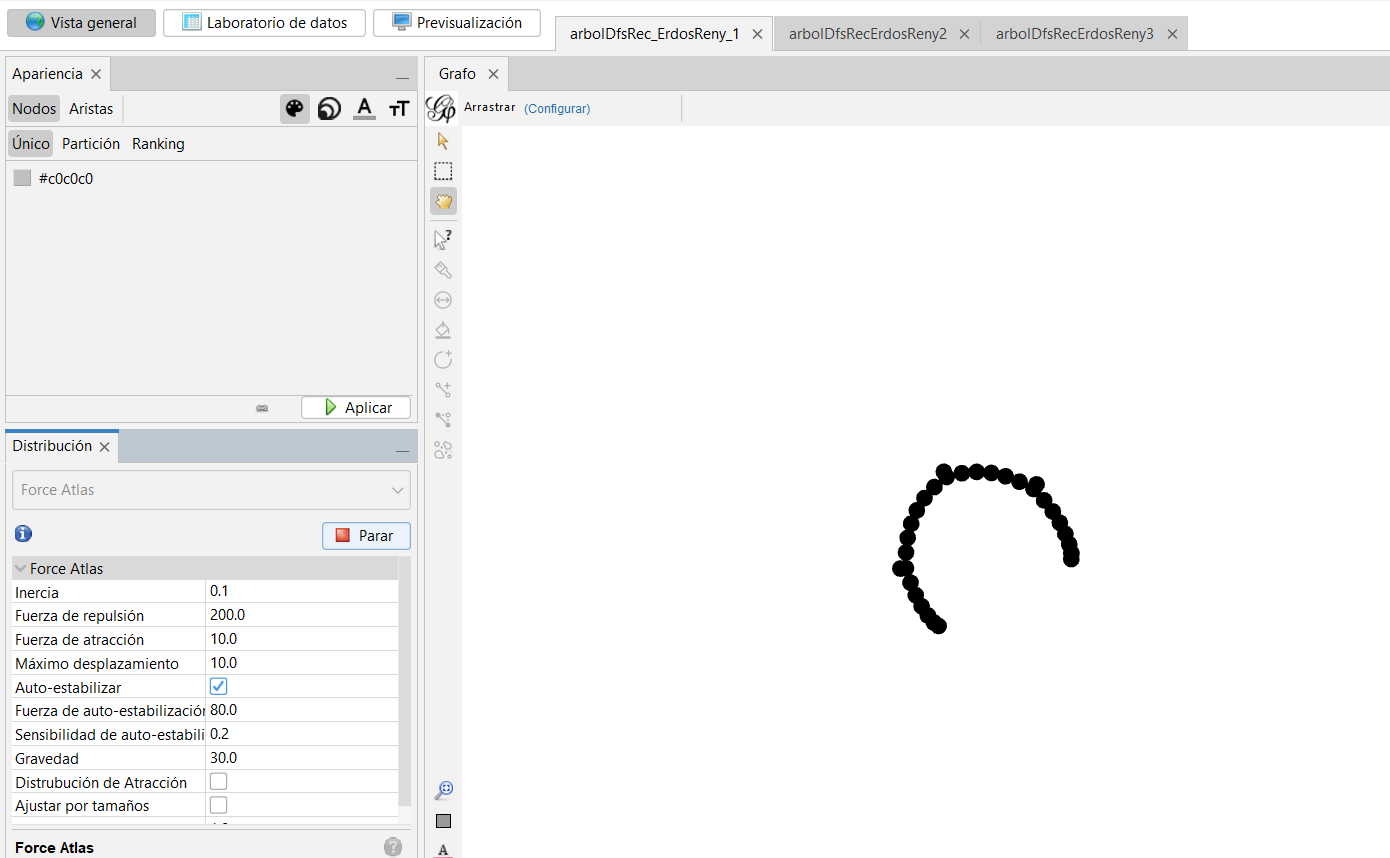 Vista general Laboratorio de datos Previsualización arbolDfsRec_ErdosReny_1 arbolDfsRecErdosReny2 arbolDfsRecErdosReny3
Apariencia
Grafo
Nodos Aristas A TT
Arrastrar (Configurar)
Único Partición Ranking
#c0c0c0
Aplicar
Distribución
Force Atlas
Parar
Force Atlas
Inercia 0.1
Fuerza de repulsión 200.0
Fuerza de atracción 10.0
Máximo desplazamiento 10.0
Auto-estabilizar
Fuerza de auto-estabilización 80.0
Sensibilidad de auto-estabili 0.2
Gravedad 30.0
Distrubución de Atracción
Ajustar por tamaños
Force Atlas ?
A